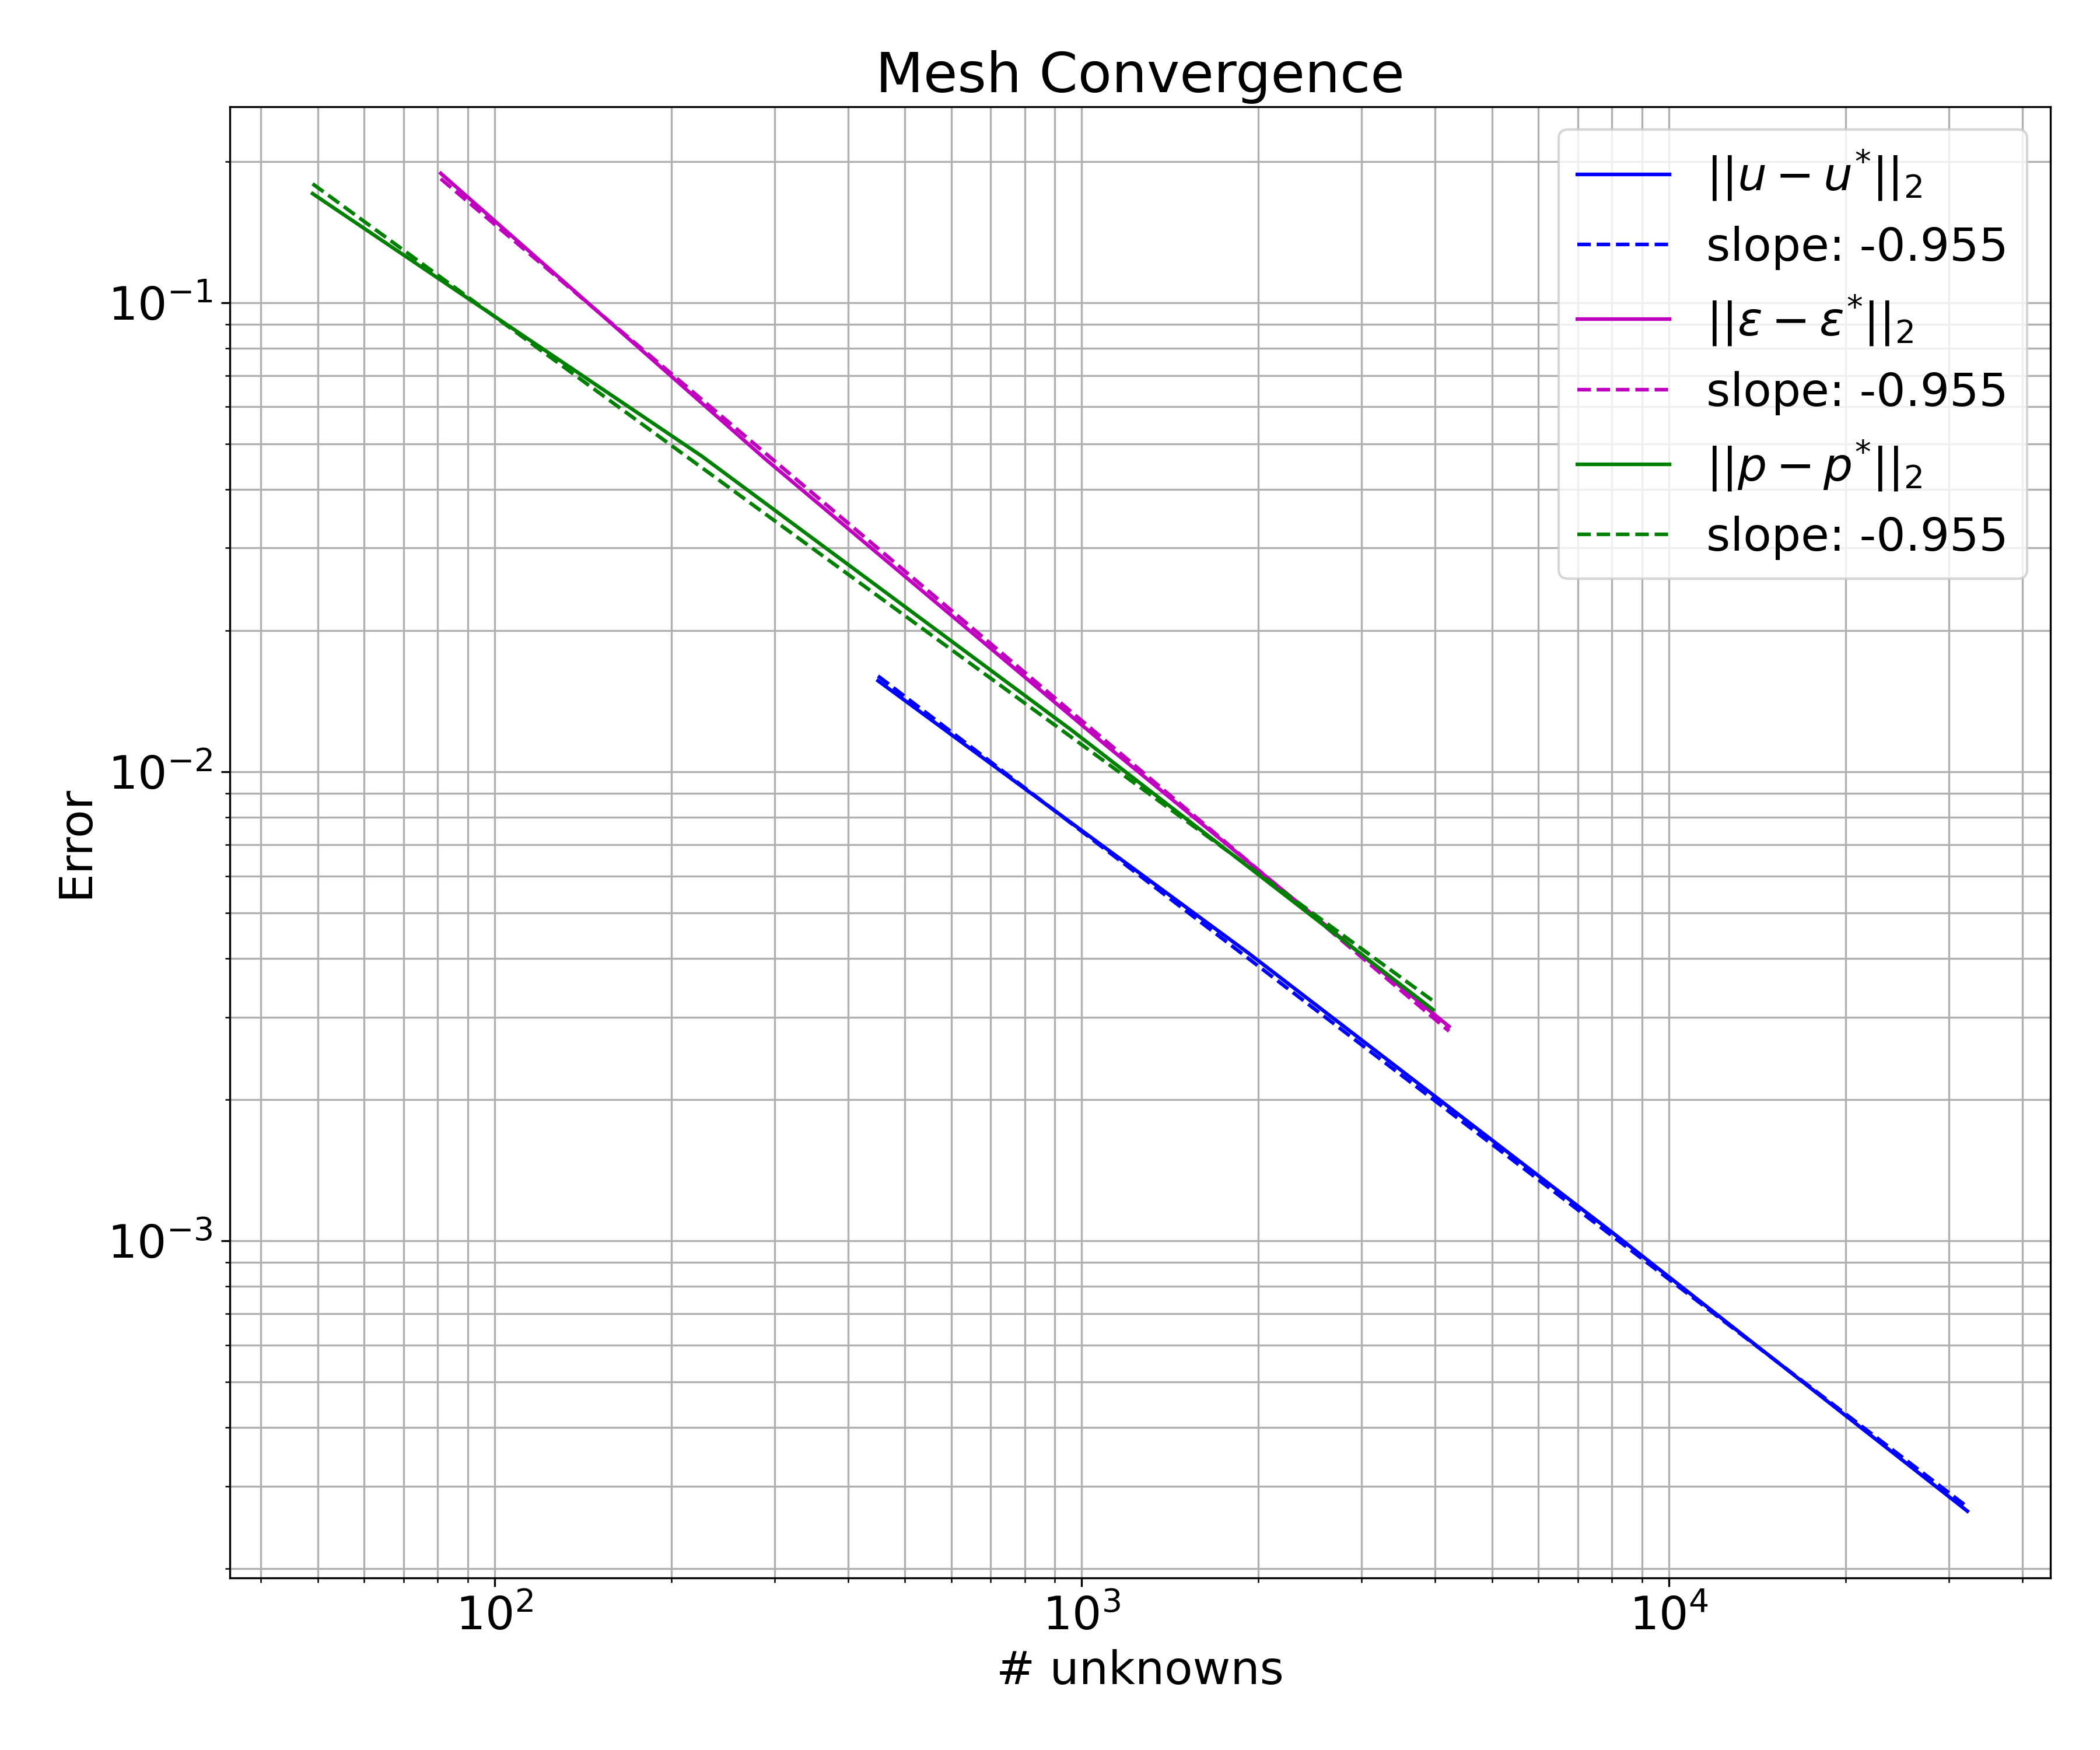 Mesh Convergence
||u − u*||₂
slope: -0.955
||ε − ε*||₂
slope: -0.955
||p − p*||₂
slope: -0.955
10⁻¹
10⁻²
10⁻³
Error
10² 10³ 10⁴
# unknowns